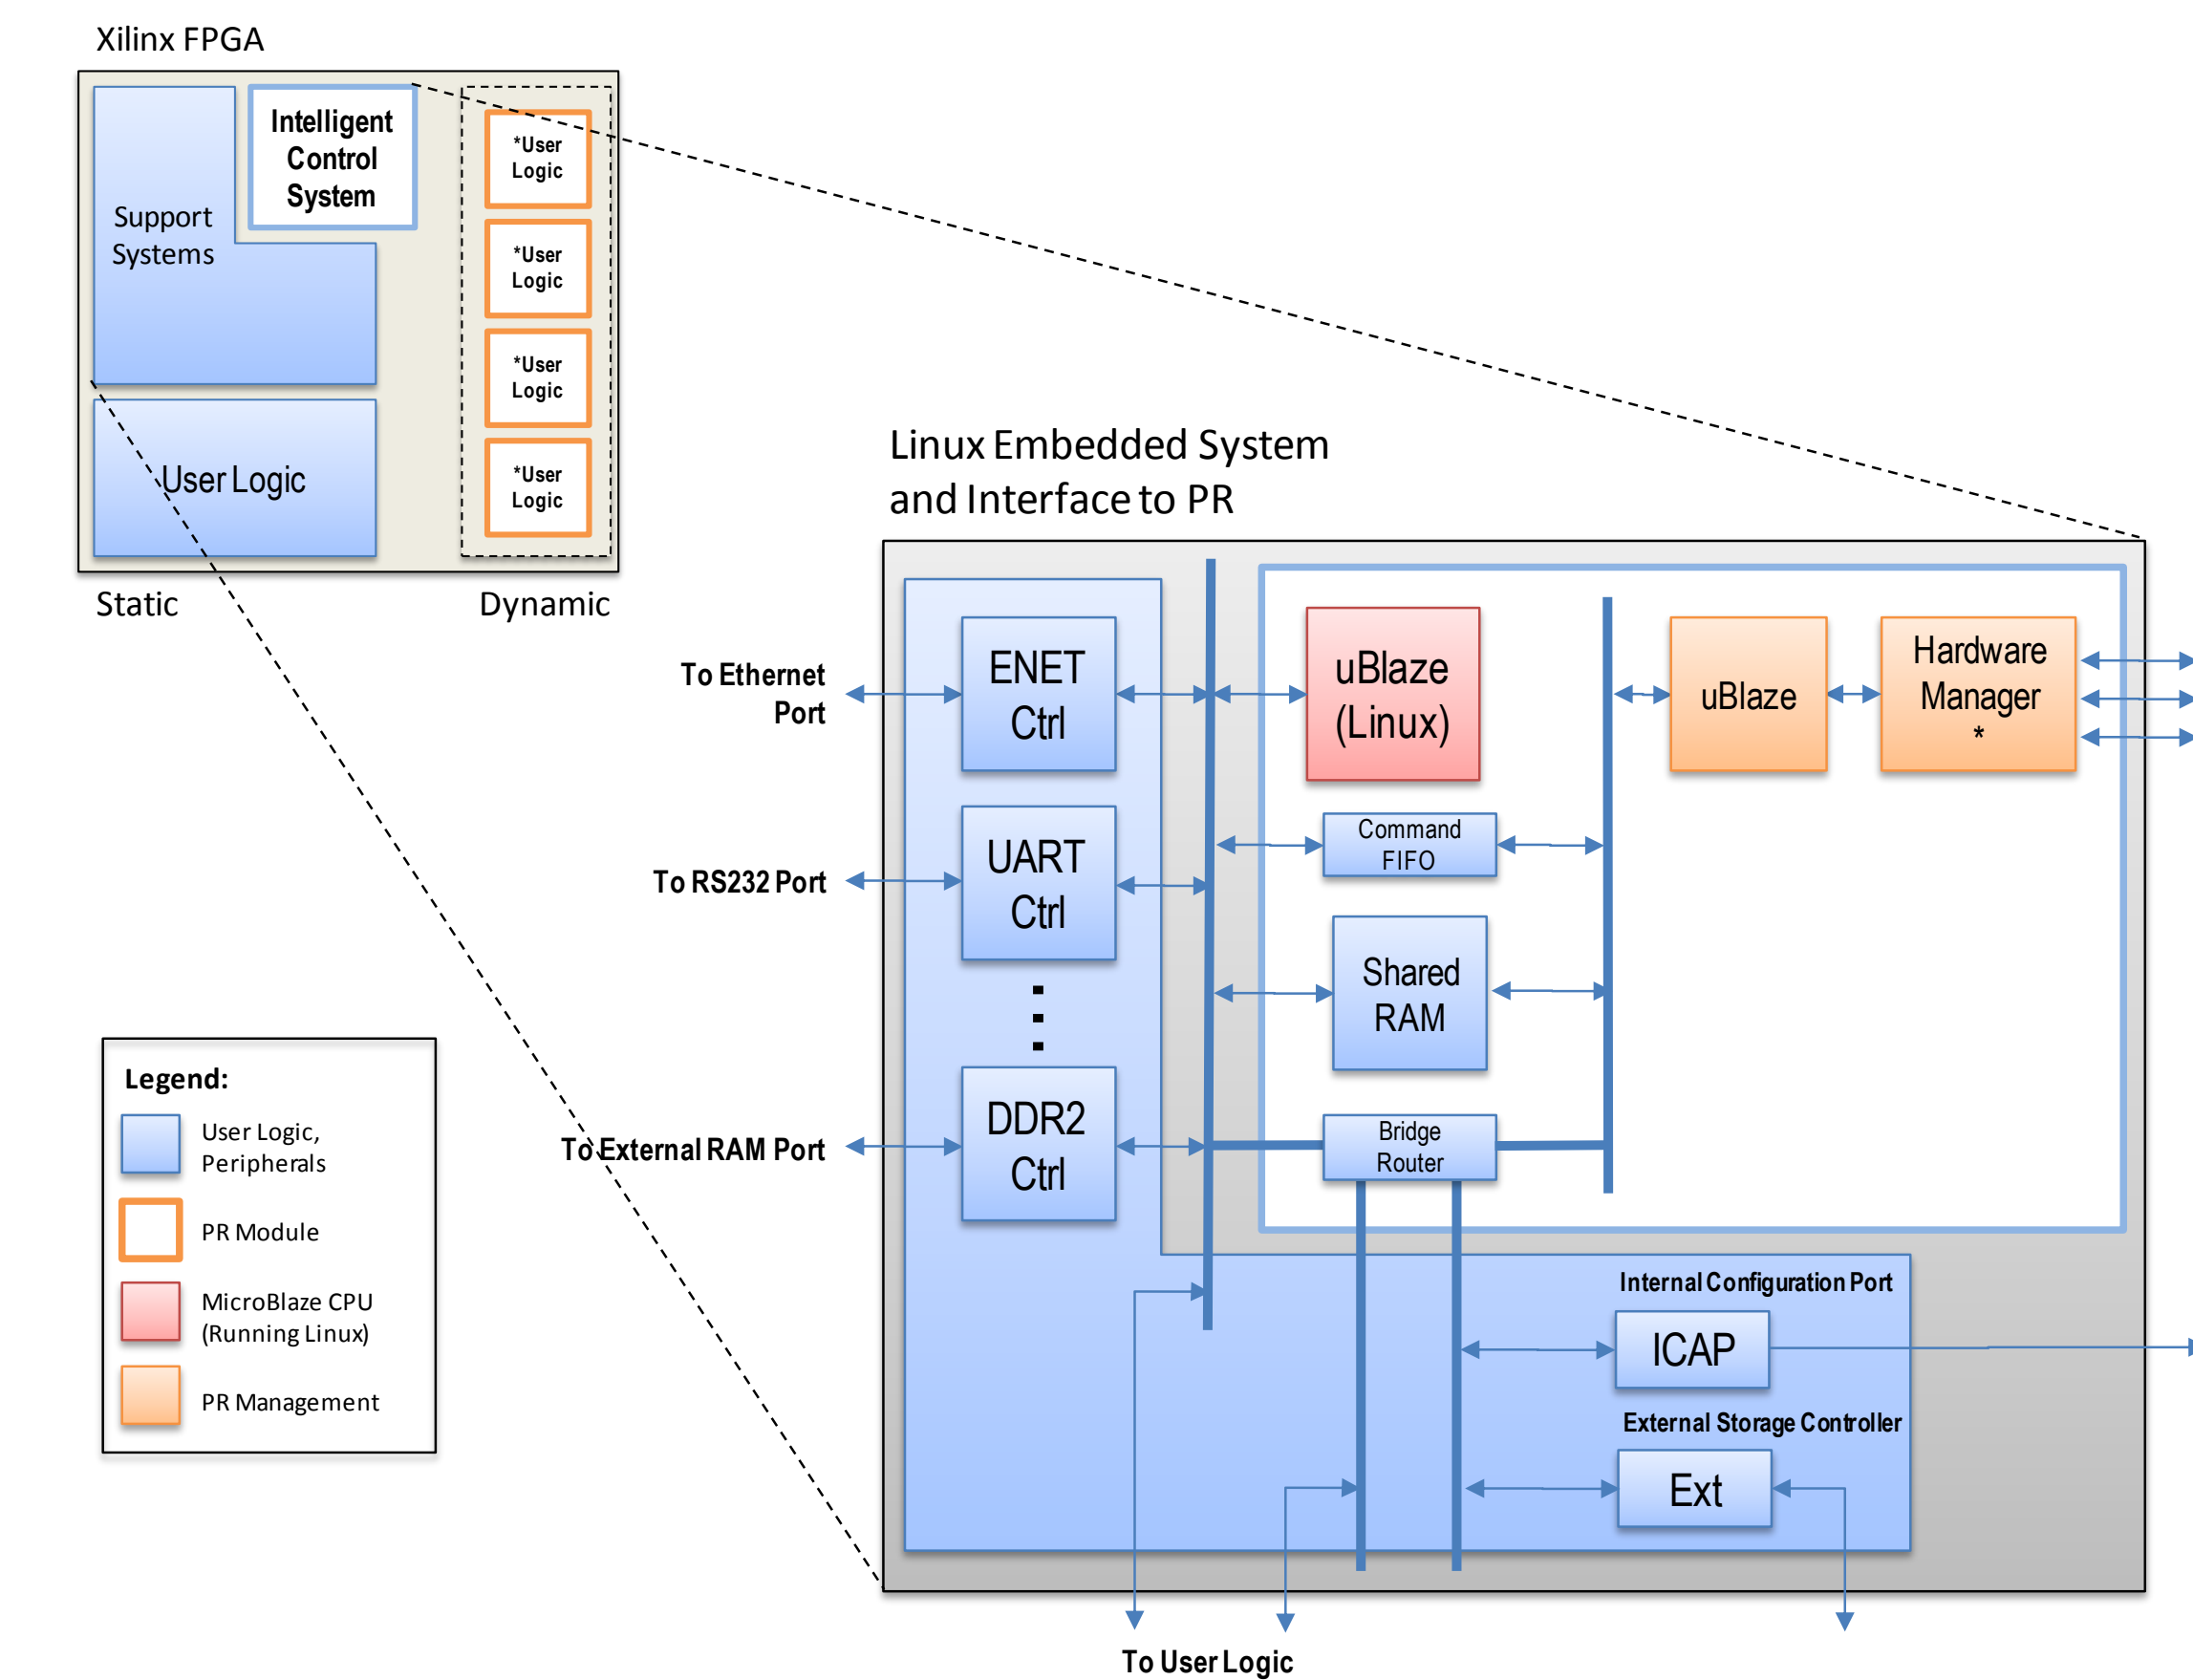 Xilinx FPGA
Intelligent
Control
System
Support
Systems
User Logic
*User
Logic
*User
Logic
*User
Logic
*User
Logic
Static
Dynamic
Linux Embedded System
and Interface to PR
To Ethernet
Port
ENET
Ctrl
uBlaze
(Linux)
uBlaze
Hardware
Manager
*
To RS232 Port
UART
Ctrl
Command
FIFO
Shared
RAM
To External RAM Port
DDR2
Ctrl
Bridge
Router
Internal Configuration Port
ICAP
External Storage Controller
Ext
To User Logic
Legend:
User Logic,
Peripherals
PR Module
MicroBlaze CPU
(Running Linux)
PR Management